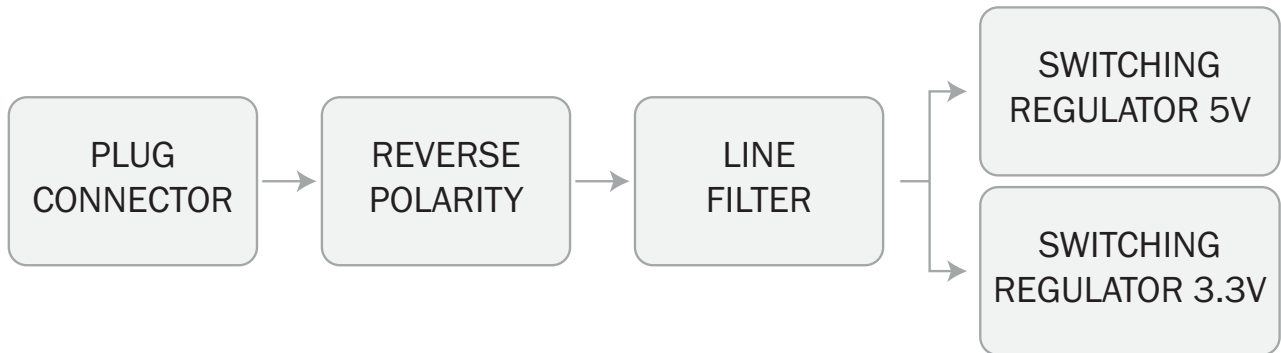 PLUG
CONNECTOR
REVERSE
POLARITY
LINE
FILTER
SWITCHING
REGULATOR 5V
SWITCHING
REGULATOR 3.3V